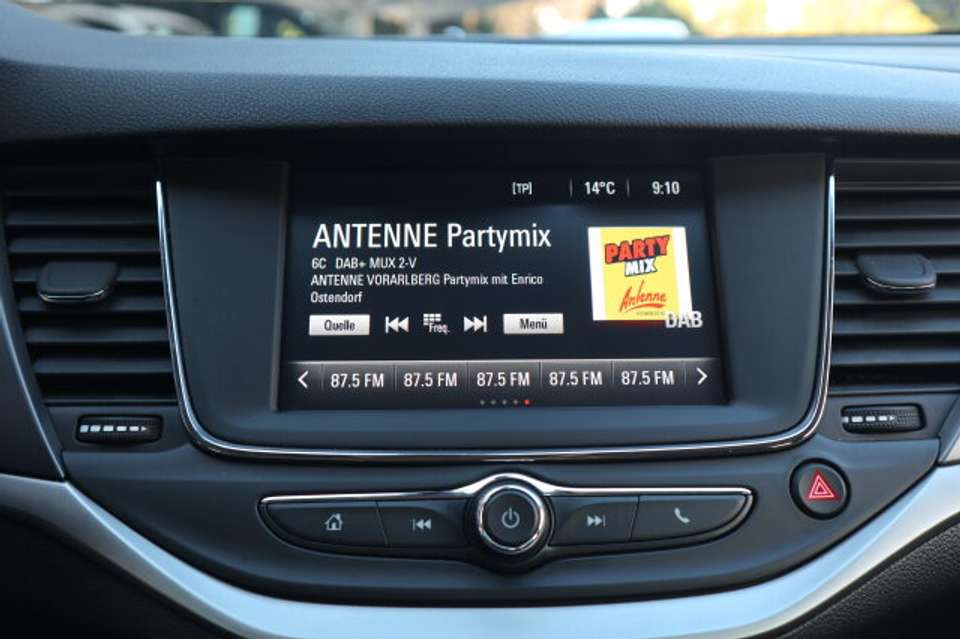 [TP] 14°C 9:10
ANTENNE Partymix
6C DAB+ MUX 2-V
ANTENNE VORARLBERG Partymix mit Enrico
Ostendorf
PARTY
MIX
Antenne
DAB
Quelle Freq. Menü
87.5 FM 87.5 FM 87.5 FM 87.5 FM 87.5 FM